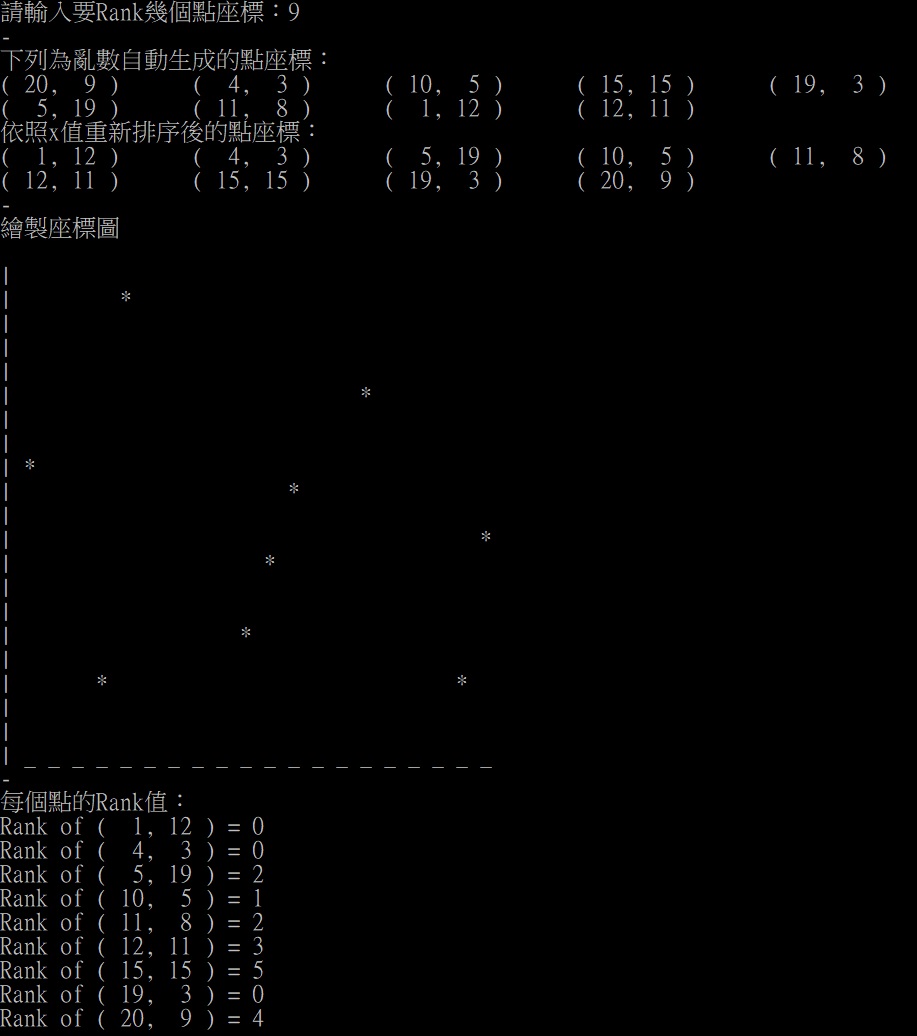 請輸入要Rank幾個點座標：9
-
下列為亂數自動生成的點座標：
( 20,  9 )      (  4,  3 )      ( 10,  5 )      ( 15, 15 )      ( 19,  3 )
(  5, 19 )      ( 11,  8 )      (  1, 12 )      ( 12, 11 )
依照x值重新排序後的點座標：
(  1, 12 )      (  4,  3 )      (  5, 19 )      ( 10,  5 )      ( 11,  8 )
( 12, 11 )      ( 15, 15 )      ( 19,  3 )      ( 20,  9 )
-
繪製座標圖
|
|         *
|
|
|
|                             *
|
|
| *
|                       *
|
|                                       *
|                     *
|
|
|                   *
|
|       *                             *
|
|
| _ _ _ _ _ _ _ _ _ _ _ _ _ _ _ _ _ _ _ _
-
每個點的Rank值：
Rank of (  1, 12 ) = 0
Rank of (  4,  3 ) = 0
Rank of (  5, 19 ) = 2
Rank of ( 10,  5 ) = 1
Rank of ( 11,  8 ) = 2
Rank of ( 12, 11 ) = 3
Rank of ( 15, 15 ) = 5
Rank of ( 19,  3 ) = 0
Rank of ( 20,  9 ) = 4